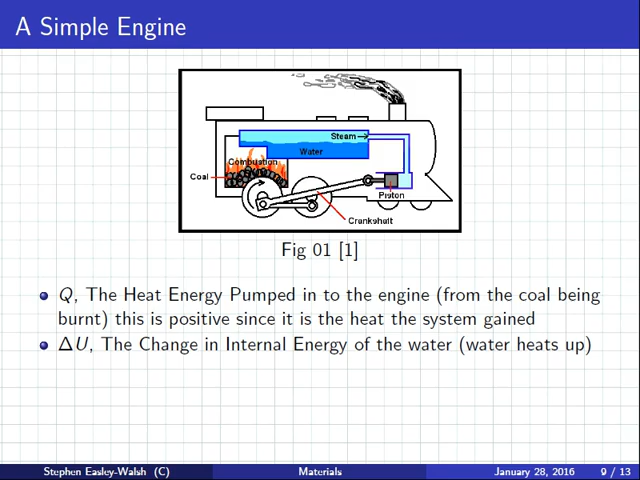 A Simple Engine
Steam
Water
Combustion
Coal
Piston
Crankshaft
Fig 01 [1]
Q, The Heat Energy Pumped in to the engine (from the coal being
burnt) this is positive since it is the heat the system gained
ΔU, The Change in Internal Energy of the water (water heats up)
Stephen Easley-Walsh (C) Materials January 28, 2016 9 / 13